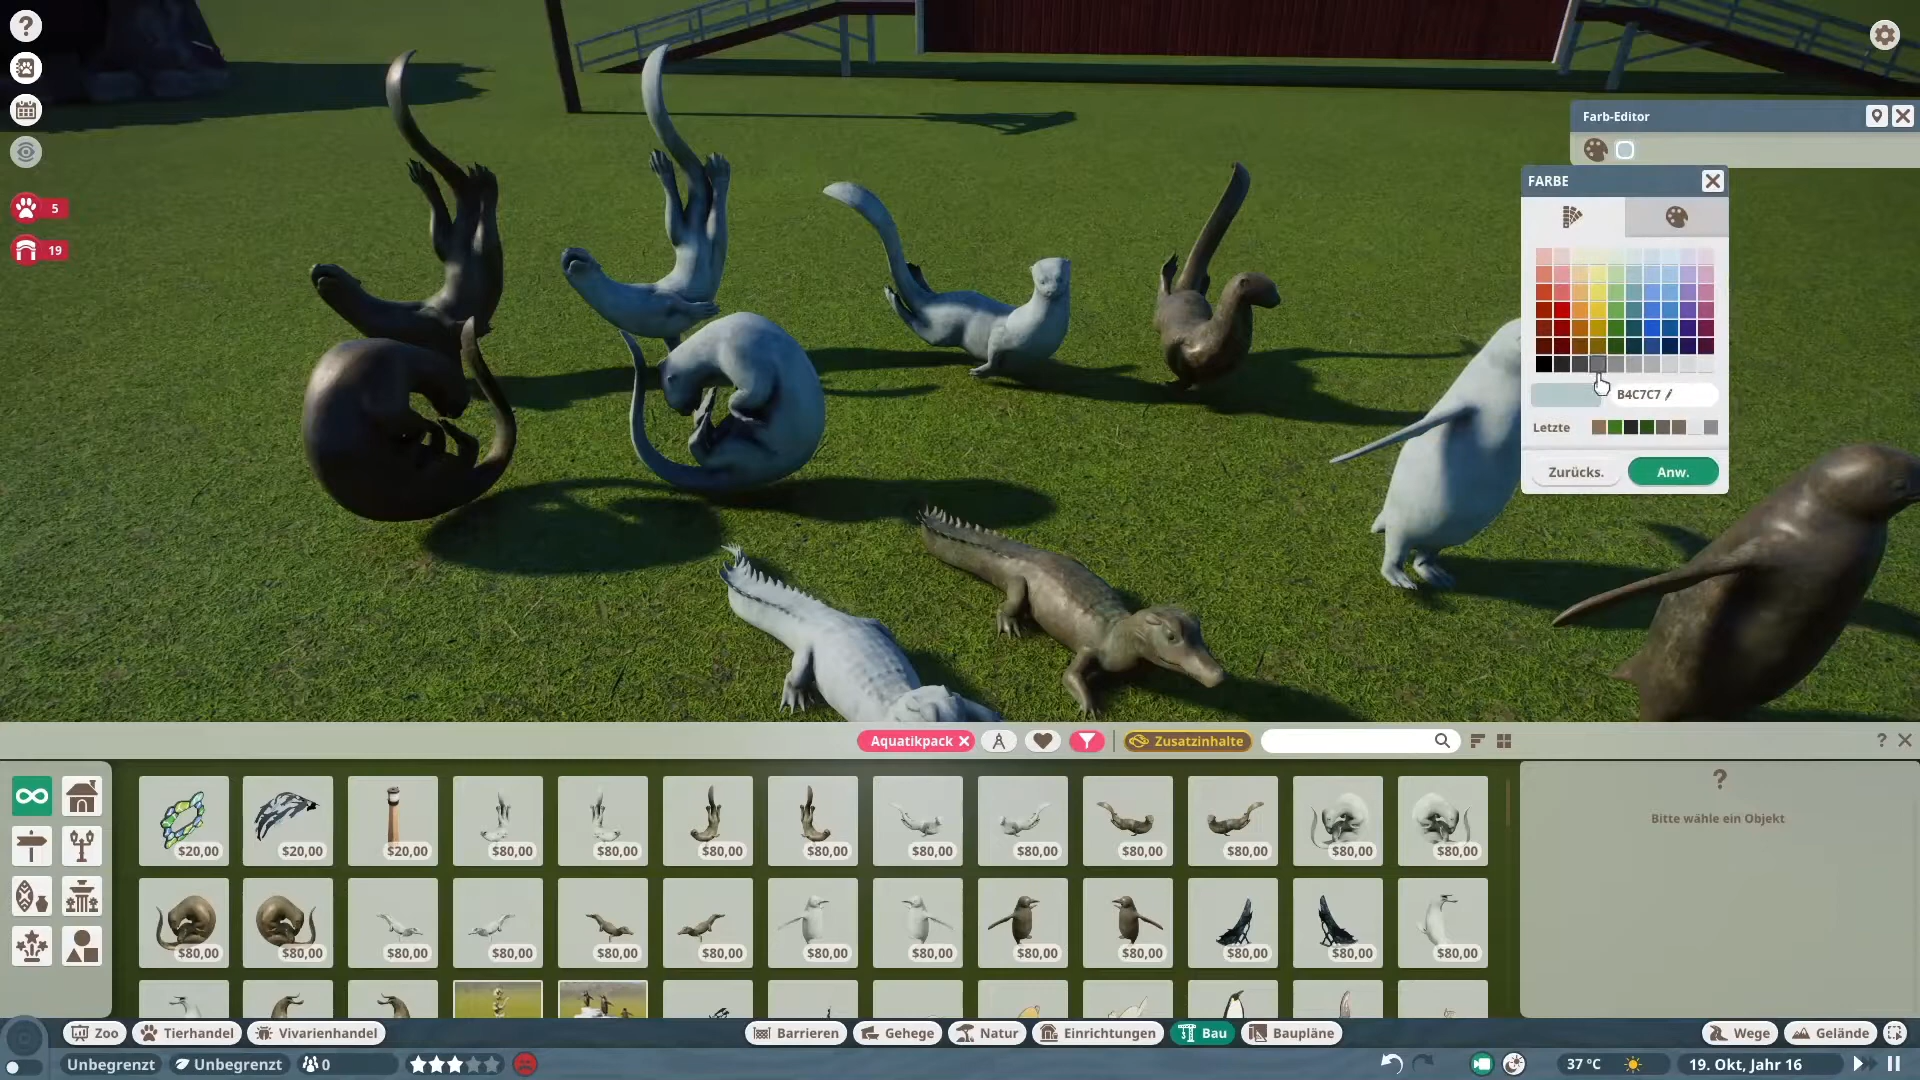 5
19
Farb-Editor
FARBE
B4C7C7
Letzte
Zurücks.
Anw.
Aquatikpack
Zusatzinhalte
?
Bitte wähle ein Objekt
$20,00 $20,00 $20,00 $80,00 $80,00 $80,00 $80,00 $80,00 $80,00 $80,00 $80,00 $80,00 $80,00
$80,00 $80,00 $80,00 $80,00 $80,00 $80,00 $80,00 $80,00 $80,00 $80,00 $80,00 $80,00 $80,00
Zoo Tierhandel Vivarienhandel Barrieren Gehege Natur Einrichtungen Bau Baupläne Wege Gelände
Unbegrenzt Unbegrenzt 0 37 °C 19. Okt, Jahr 16